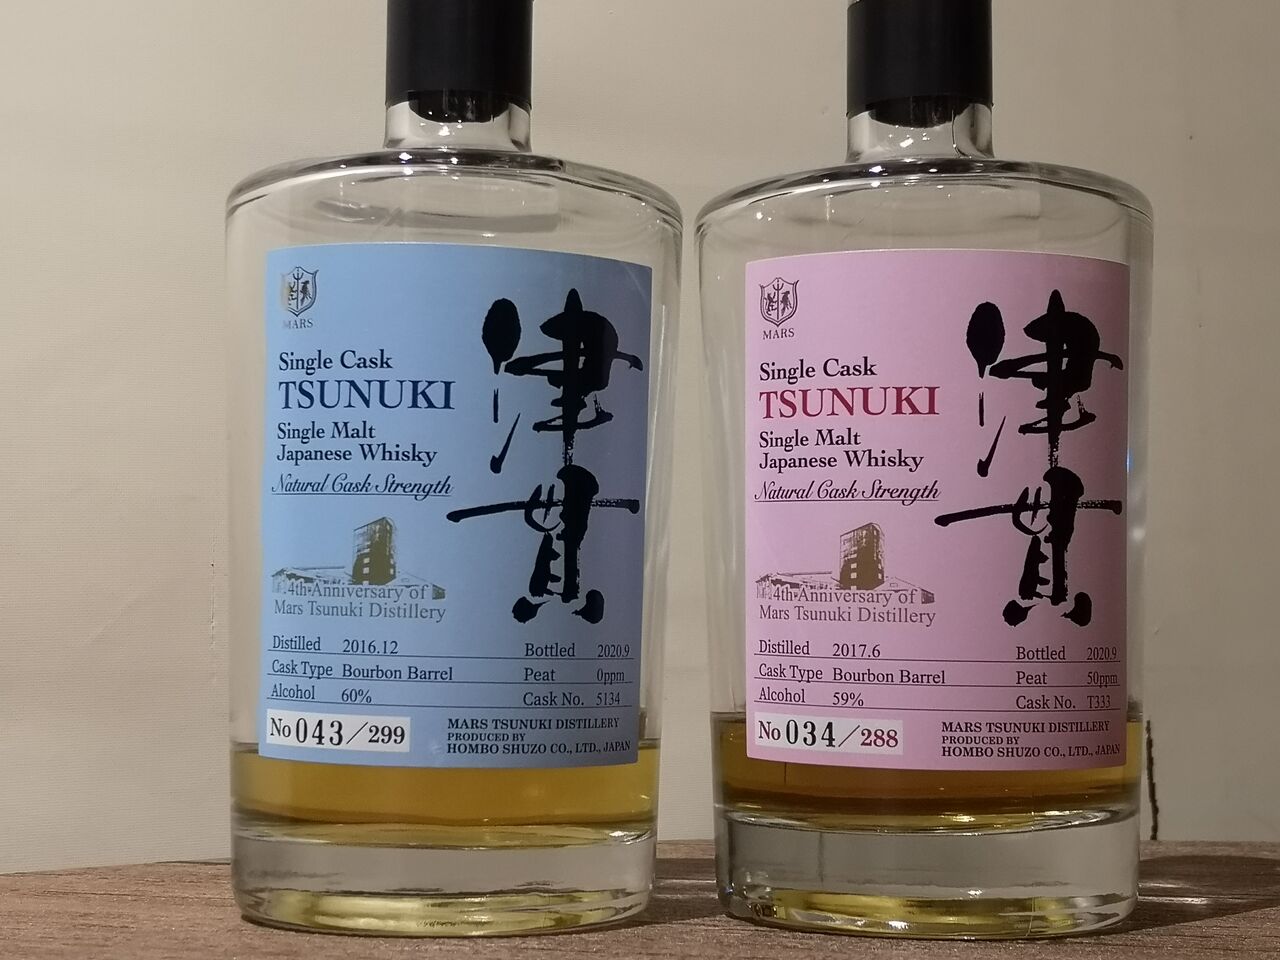 MARS
Single Cask
TSUNUKI
Single Malt
Japanese Whisky
Natural Cask Strength
津貫
4th Anniversary of
Mars Tsunuki Distillery
Distilled 2016.12 Bottled 2020.9
Cask Type Bourbon Barrel Peat 0ppm
Alcohol 60% Cask No. 5134
No 043/299
MARS TSUNUKI DISTILLERY
PRODUCED BY
HOMBO SHUZO CO., LTD., JAPAN
MARS
Single Cask
TSUNUKI
Single Malt
Japanese Whisky
Natural Cask Strength
津貫
4th Anniversary of
Mars Tsunuki Distillery
Distilled 2017.6 Bottled 2020.9
Cask Type Bourbon Barrel Peat 50ppm
Alcohol 59% Cask No. T333
No 034/288
MARS TSUNUKI DISTILLERY
PRODUCED BY
HOMBO SHUZO CO., LTD., JAPAN